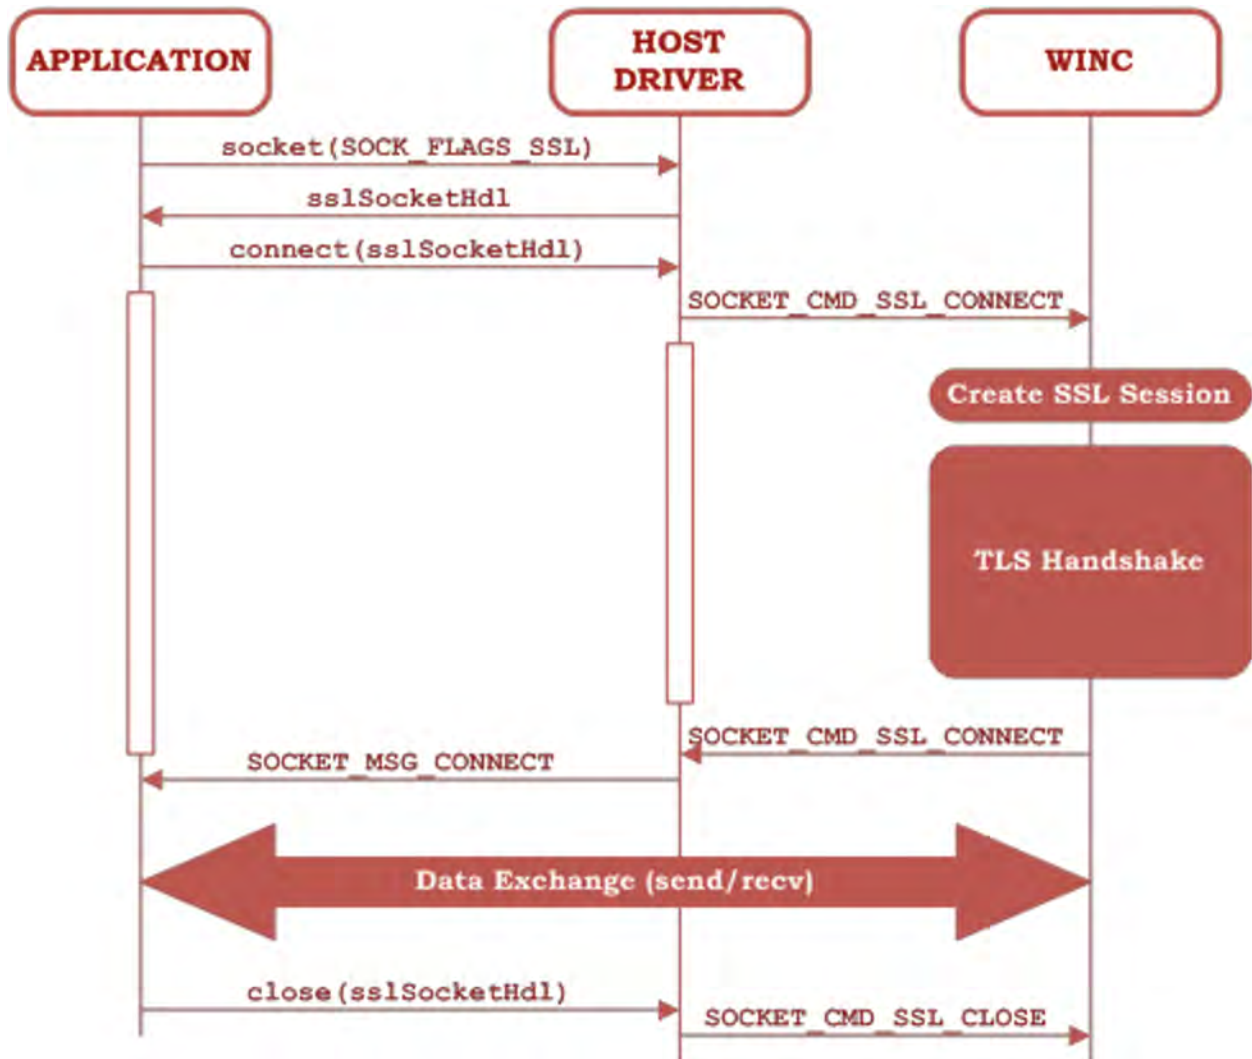 APPLICATION
HOST
DRIVER
WINC
socket(SOCK_FLAGS_SSL)
sslSocketHdl
connect(sslSocketHdl)
SOCKET_CMD_SSL_CONNECT
Create SSL Session
TLS Handshake
SOCKET_CMD_SSL_CONNECT
SOCKET_MSG_CONNECT
Data Exchange (send/recv)
close(sslSocketHdl)
SOCKET_CMD_SSL_CLOSE